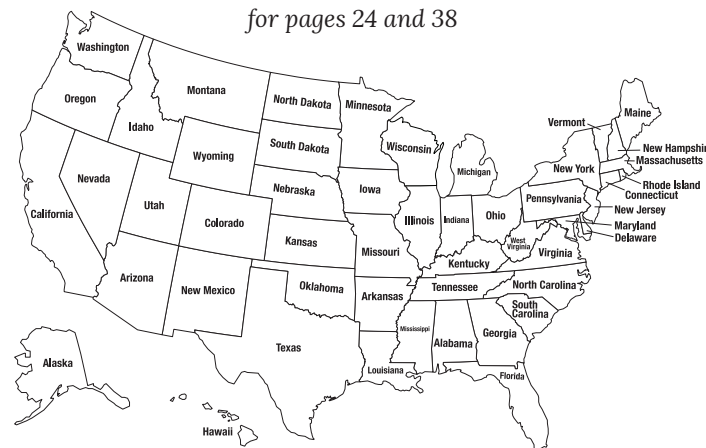 for pages 24 and 38
Washington
Oregon
Idaho
Montana
North Dakota
Minnesota
South Dakota
Wisconsin
Michigan
Wyoming
Nebraska
Iowa
Nevada
Utah
Colorado
California
Kansas
Missouri
Illinois
Indiana
Ohio
Pennsylvania
New York
Vermont
Maine
New Hampshir
Massachusetts
Rhode Island
Connecticut
New Jersey
Maryland
Delaware
West
Virginia
Virginia
Kentucky
Tennessee
North Carolina
South
Carolina
Arizona
New Mexico
Oklahoma
Arkansas
Mississippi
Alabama
Georgia
Texas
Louisiana
Florida
Alaska
Hawaii